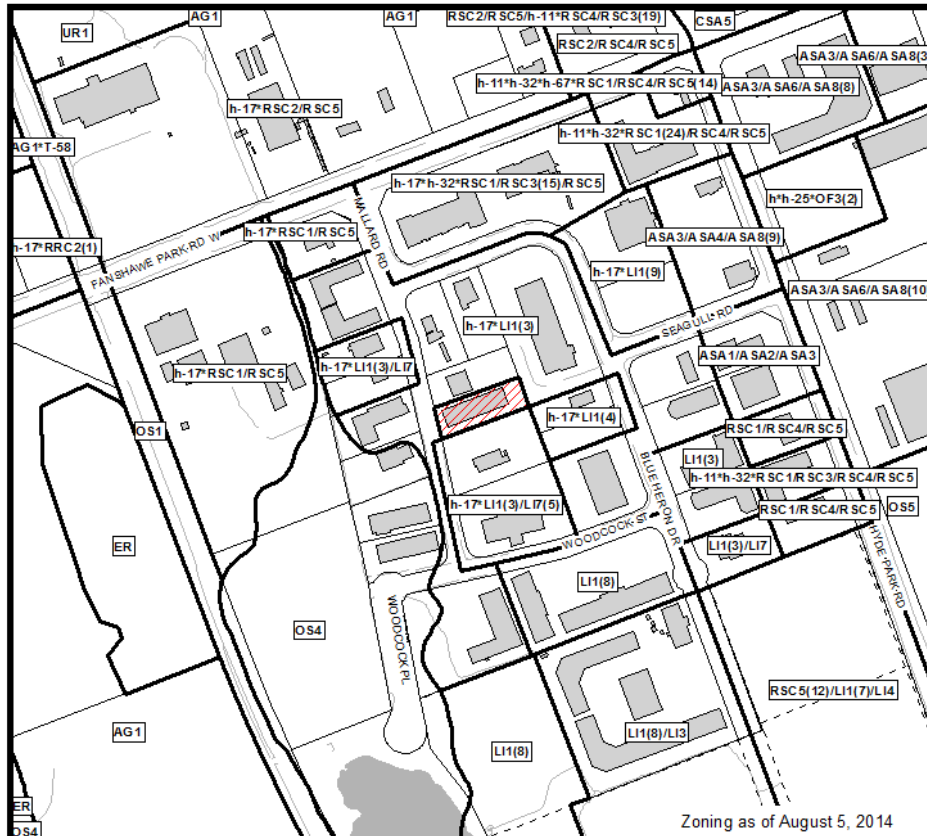 AG1
AG1
RSC2/RSC5/h-11*RSC4/RSC3(19)
CSA5
UR1
RSC2/RSC4/RSC5
ASA3/ASA6/ASA8(3
h-11*h-32*h-67*RSC1/RSC4/RSC5(14)
ASA3/ASA6/ASA8(8)
h-17*RSC2/RSC5
h-11*h-32*RSC1(24)/RSC4/RSC5
AG1*T-58
h-17*h-32*RSC1/RSC3(15)/RSC5
h*h-25*OF3(2)
MALLARD RD
h-17*RSC1/RSC5
ASA3/ASA4/ASA8(9)
h-17*RRC2(1)
FANSHAWE PARK RD W
h-17*LI1(9)
ASA3/ASA6/ASA8(10)
h-17*LI1(3)
SEAGULL RD
ASA1/ASA2/ASA3
h-17*LI1(3)/LI7
h-17*RSC1/RSC5
h-17*LI1(4)
OS1
RSC1/RSC4/RSC5
LI1(3)
BLUE HERON DR
h-11*h-32*RSC1/RSC3/RSC4/RSC5
h-17*LI1(3)/LI7(5)
RSC1/RSC4/RSC5
OS5
WOODCOCK ST
LI1(3)/LI7
ER
HYDE PARK RD
LI1(8)
OS4
WOODCOCK PL
RSC5(12)/LI1(7)/LI4
AG1
LI1(8)/LI3
LI1(8)
ER
Zoning as of August 5, 2014
OS4